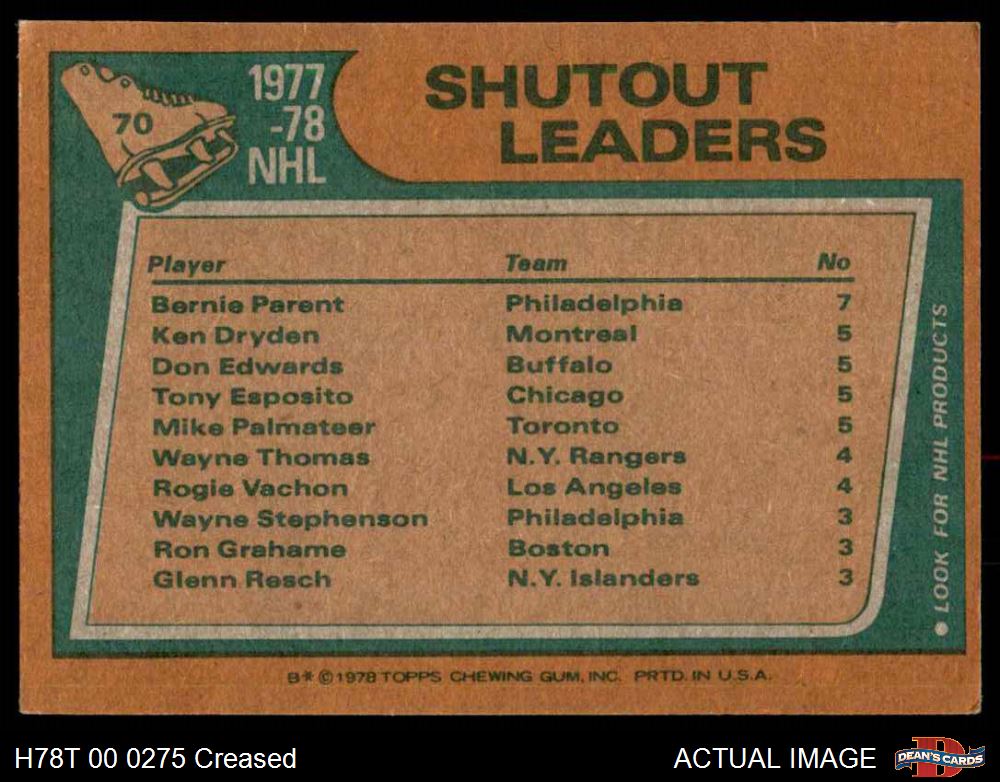 70
1977
-78
NHL
SHUTOUT
LEADERS
Player Team No
Bernie Parent Philadelphia 7
Ken Dryden Montreal 5
Don Edwards Buffalo 5
Tony Esposito Chicago 5
Mike Palmateer Toronto 5
Wayne Thomas N.Y. Rangers 4
Rogie Vachon Los Angeles 4
Wayne Stephenson Philadelphia 3
Ron Grahame Boston 3
Glenn Resch N.Y. Islanders 3
● LOOK FOR NHL PRODUCTS
B* ©1978 TOPPS CHEWING GUM, INC. PRTD. IN U.S.A.
H78T 00 0275 Creased
ACTUAL IMAGE
D
DEAN'S CARDS